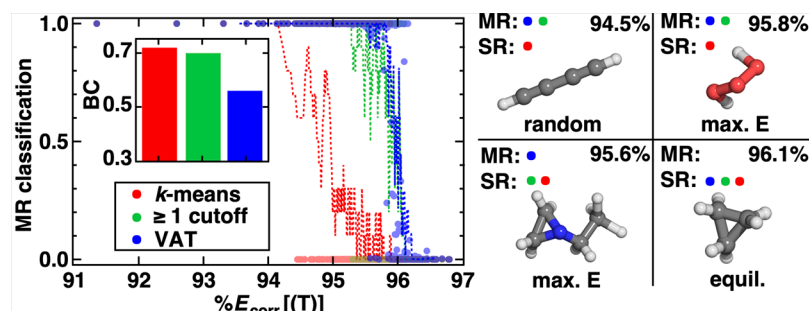 1.0
0.5
0.0
MR classification
0.7
0.5
0.3
BC
k-means
≥ 1 cutoff
VAT
91 92 93 94 95 96 97
%Ecorr [(T)]
MR: 94.5%
SR:
random
MR: 95.8%
SR:
max. E
MR: 95.6%
SR:
max. E
MR: 96.1%
SR:
equil.